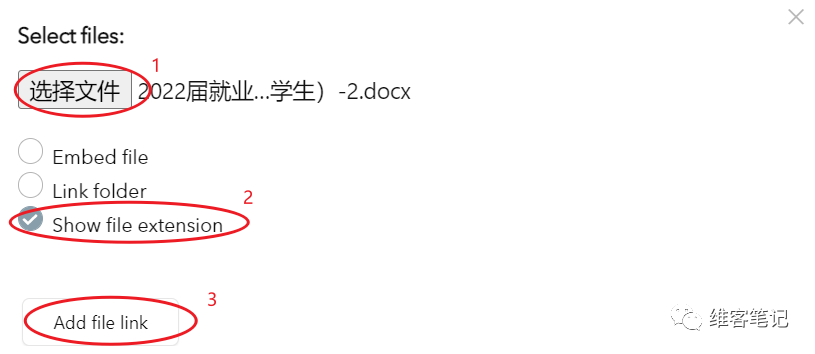 Select files:
1
选择文件 2022届就业...学生）-2.docx
Embed file
Link folder
2
Show file extension
3
Add file link
维客笔记